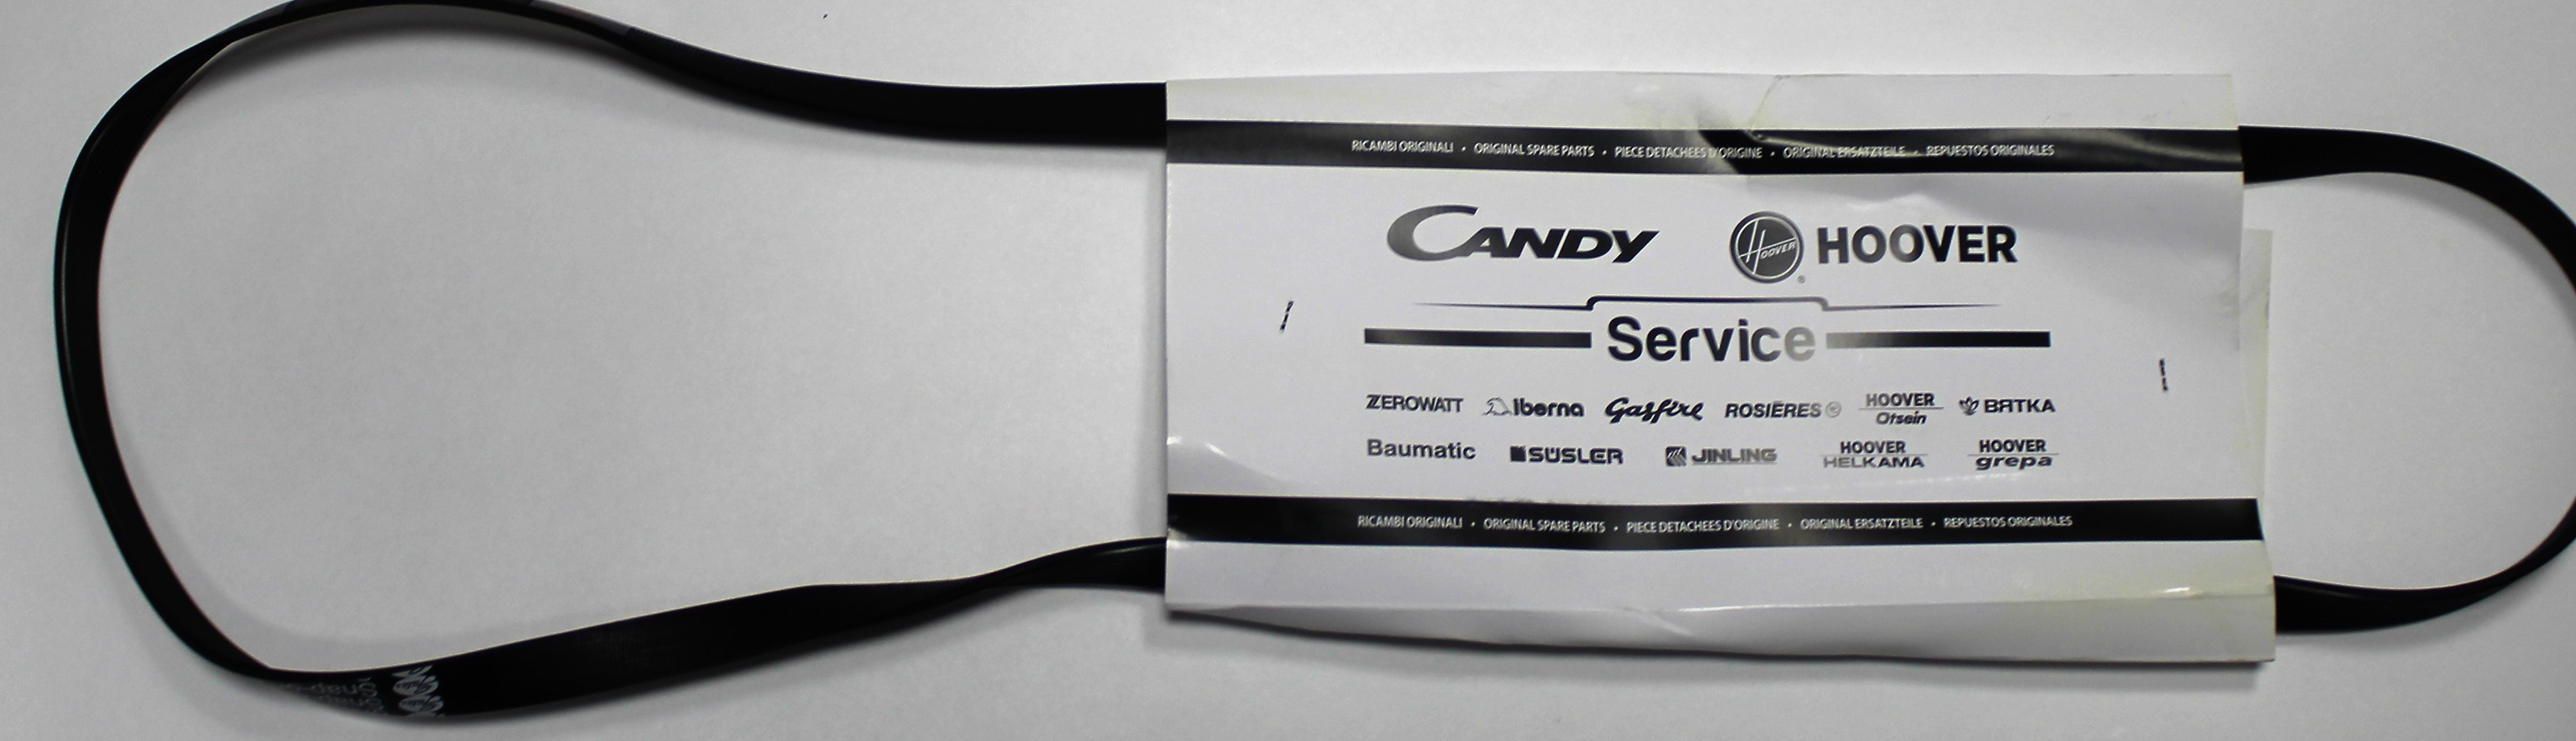 RICAMBI ORIGINALI • ORIGINAL SPARE PARTS • PIECE DETACHEES D'ORIGINE • ORIGINAL ERSATZTEILE • REPUESTOS ORIGINALES
CANDY HOOVER HOOVER
Service
ZEROWATT iberna Gasfire ROSIÈRES HOOVER Otsein ВЯТКА
Baumatic SÜSLER JINLING HOOVER HELKAMA HOOVER grepa
RICAMBI ORIGINALI • ORIGINAL SPARE PARTS • PIECE DETACHEES D'ORIGINE • ORIGINAL ERSATZTEILE • REPUESTOS ORIGINALES